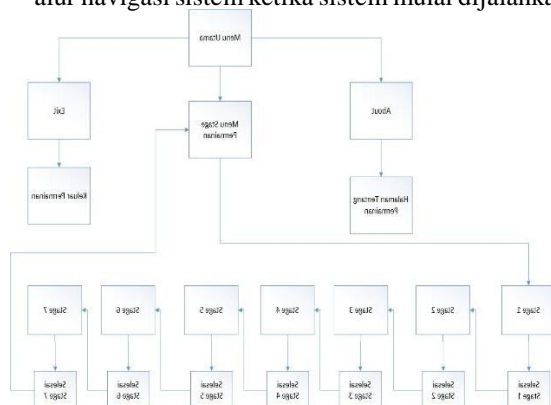 alur navigasi sistem ketika sistem mulai dijalanka
Menu Utama
Exit
Menu Stage
Permainan
About
Keluar Permainan
Halaman Tentang
Permainan
Stage 7
Stage 6
Stage 5
Stage 4
Stage 3
Stage 2
Stage 1
Selesai
Stage 7
Selesai
Stage 6
Selesai
Stage 5
Selesai
Stage 4
Selesai
Stage 3
Selesai
Stage 2
Selesai
Stage 1